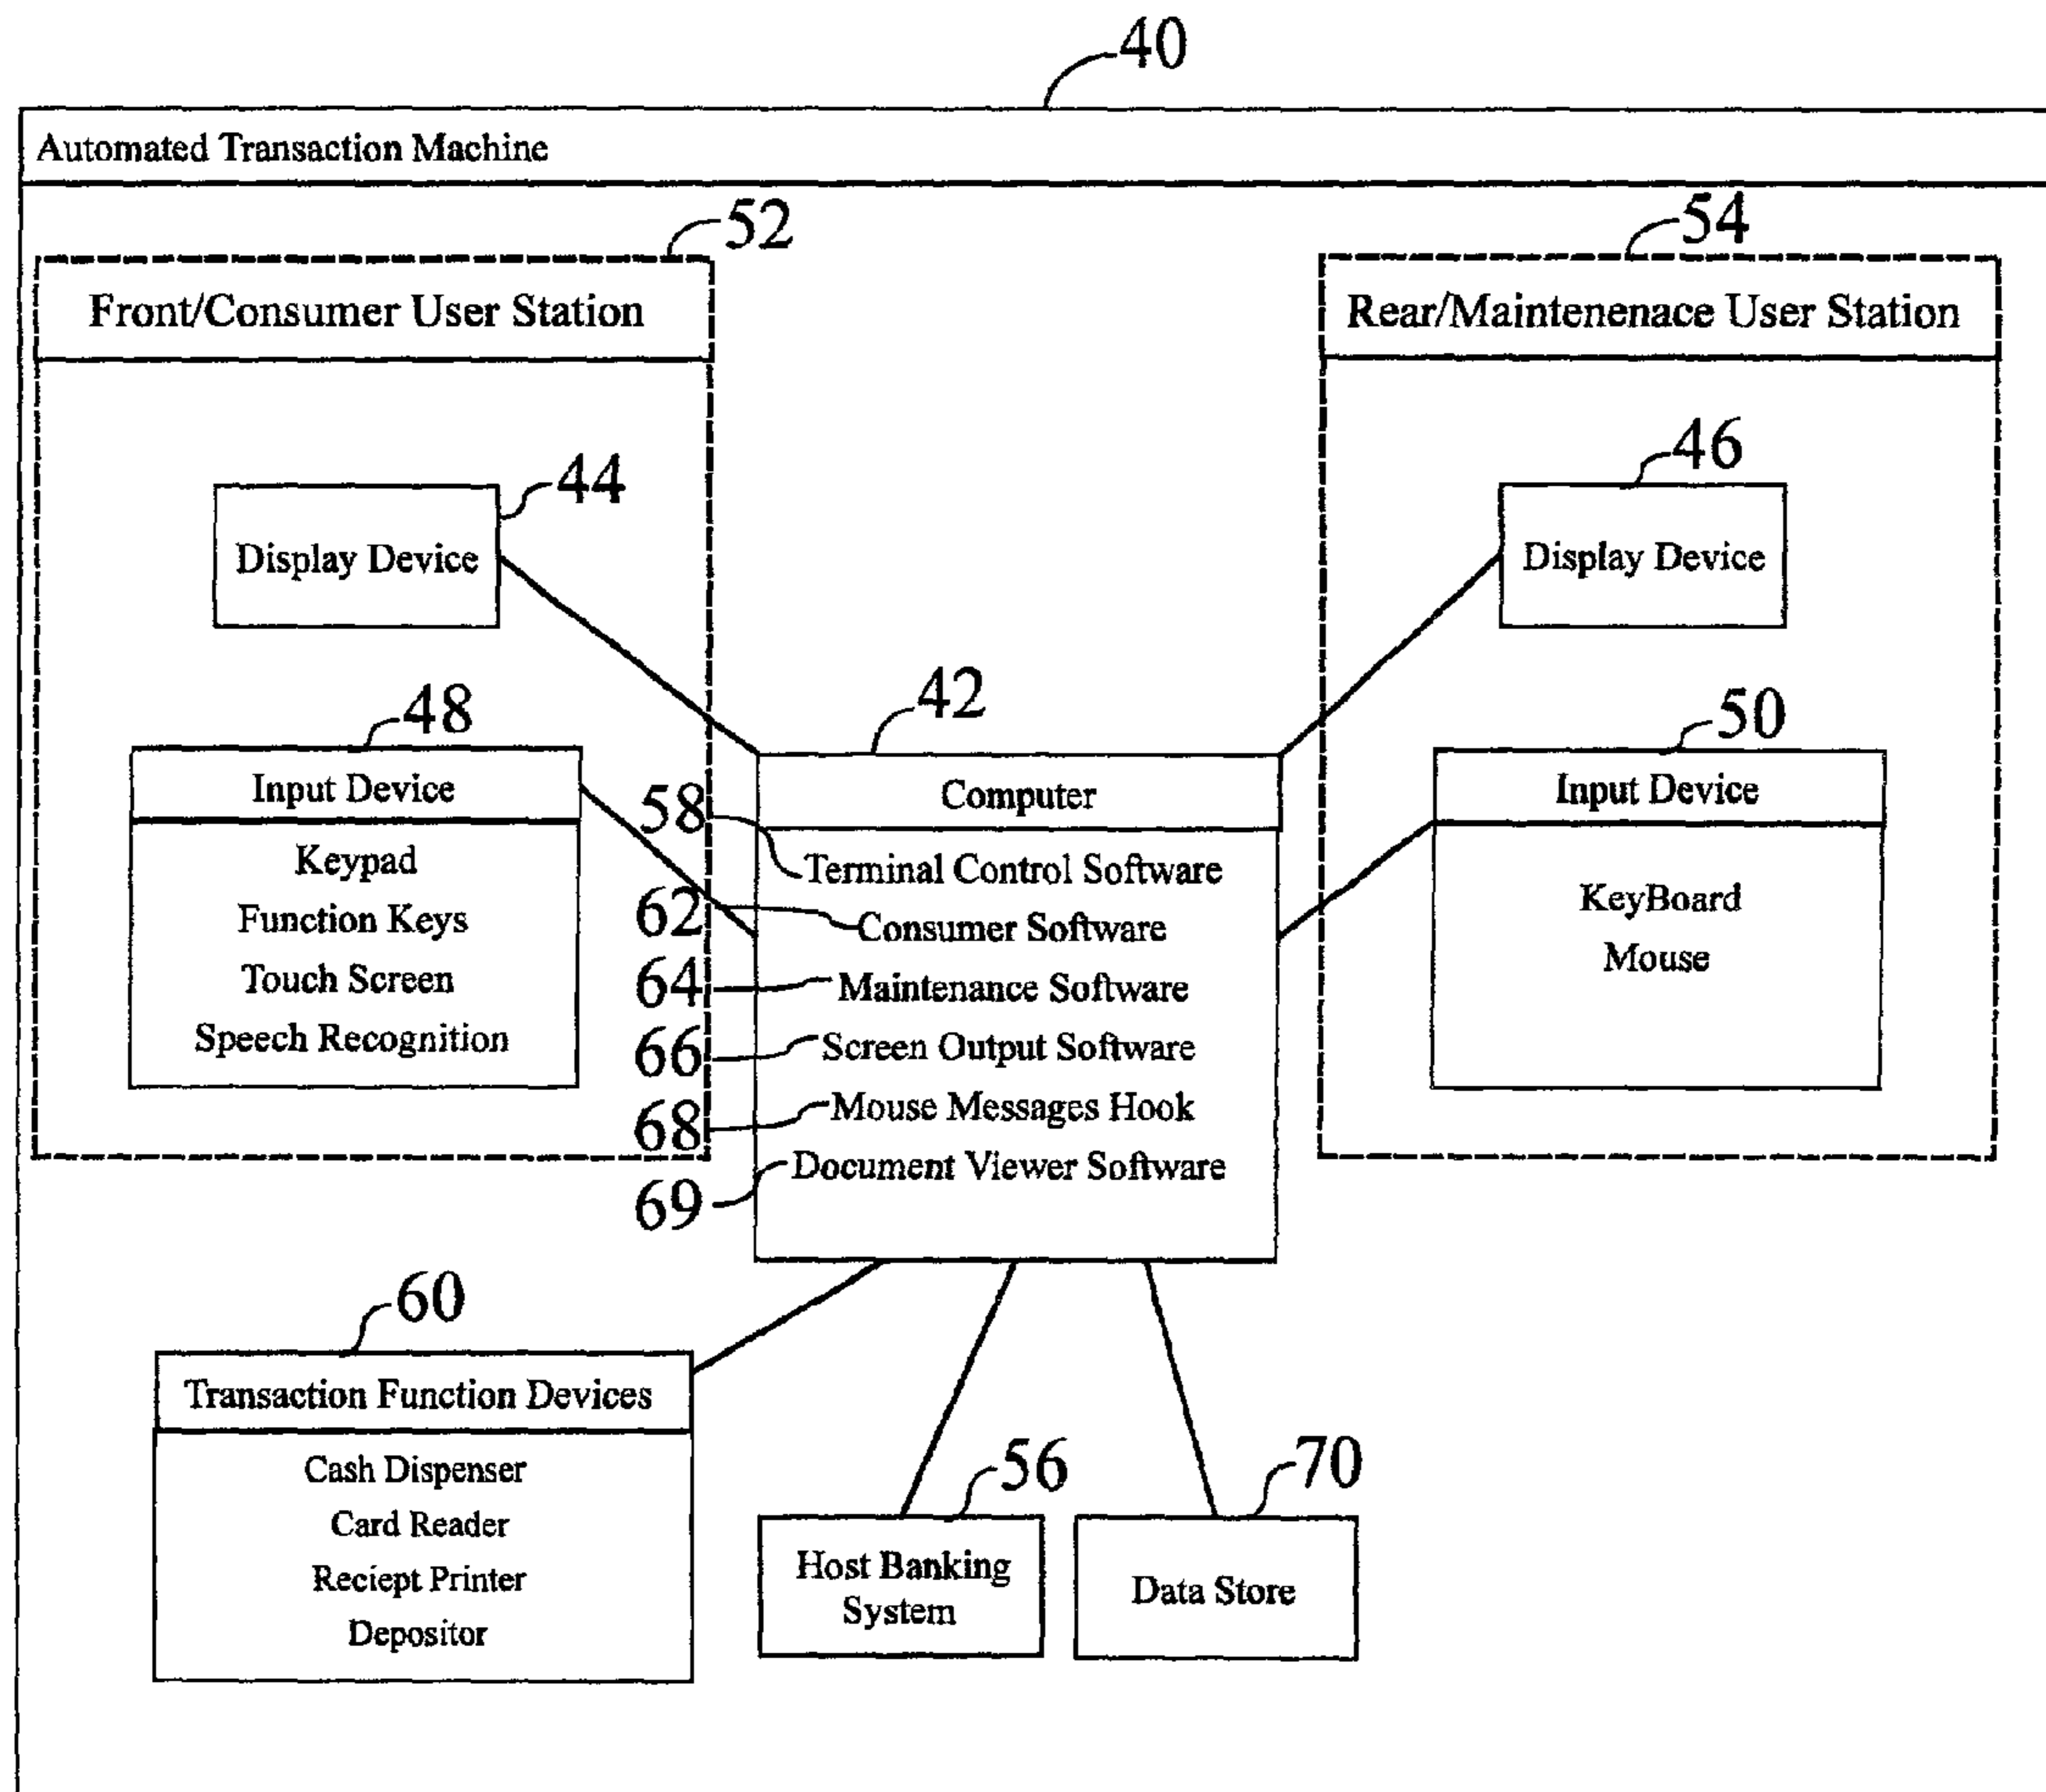 40
Automated Transaction Machine
52
54
Front/Consumer User Station
Rear/Maintenenace User Station
44
Display Device
46
Display Device
48
Input Device
Keypad
Function Keys
Touch Screen
Speech Recognition
42
Computer
58
Terminal Control Software
62
Consumer Software
64
Maintenance Software
66
Screen Output Software
68
Mouse Messages Hook
69
Document Viewer Software
50
Input Device
KeyBoard
Mouse
60
Transaction Function Devices
Cash Dispenser
Card Reader
Reciept Printer
Depositor
56
Host Banking
System
70
Data Store